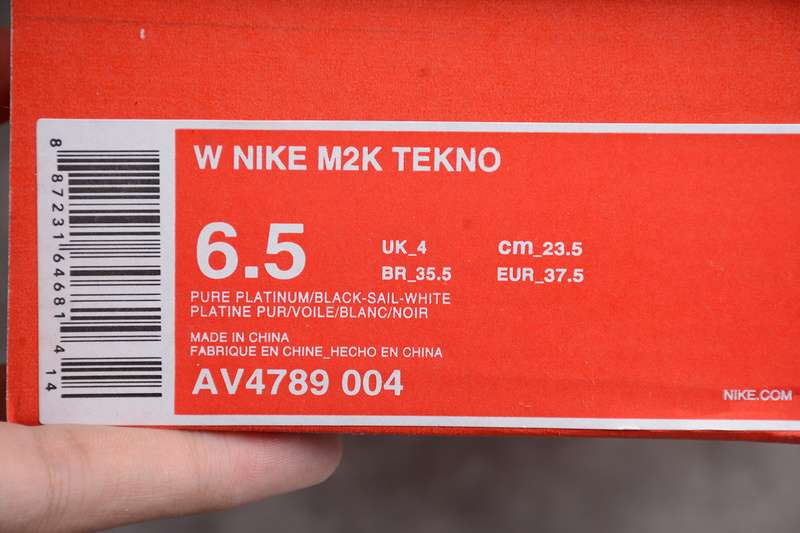 W NIKE M2K TEKNO
6.5
UK_4 cm_23.5
BR_35.5 EUR_37.5
PURE PLATINUM/BLACK-SAIL-WHITE
PLATINE PUR/VOILE/BLANC/NOIR
MADE IN CHINA
FABRIQUE EN CHINE_HECHO EN CHINA
AV4789 004
NIKE.COM
8 87231 64681 4 14